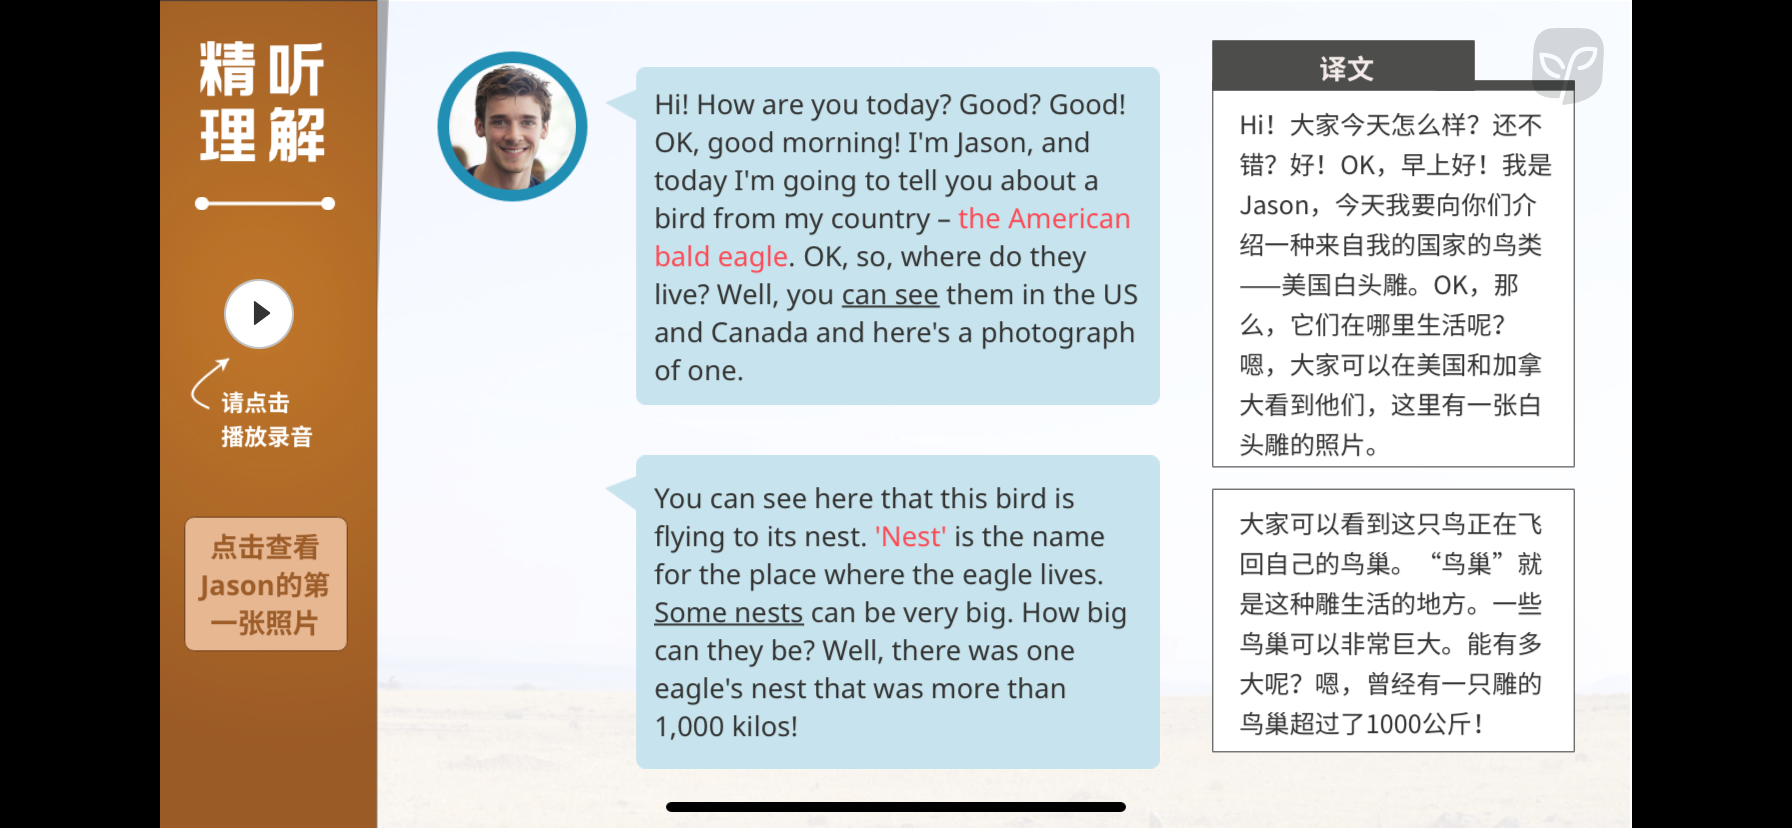 精听
理解
请点击
播放录音
点击查看
Jason的第
一张照片
Hi! How are you today? Good? Good!
OK, good morning! I'm Jason, and
today I'm going to tell you about a
bird from my country – the American
bald eagle. OK, so, where do they
live? Well, you can see them in the US
and Canada and here's a photograph
of one.
You can see here that this bird is
flying to its nest. 'Nest' is the name
for the place where the eagle lives.
Some nests can be very big. How big
can they be? Well, there was one
eagle's nest that was more than
1,000 kilos!
译文
Hi！大家今天怎么样？还不
错？好！OK，早上好！我是
Jason，今天我要向你们介
绍一种来自我的国家的鸟类
——美国白头雕。OK，那
么，它们在哪里生活呢？
嗯，大家可以在美国和加拿
大看到他们，这里有一张白
头雕的照片。
大家可以看到这只鸟正在飞
回自己的鸟巢。“鸟巢”就
是这种雕生活的地方。一些
鸟巢可以非常巨大。能有多
大呢？嗯，曾经有一只雕的
鸟巢超过了1000公斤！